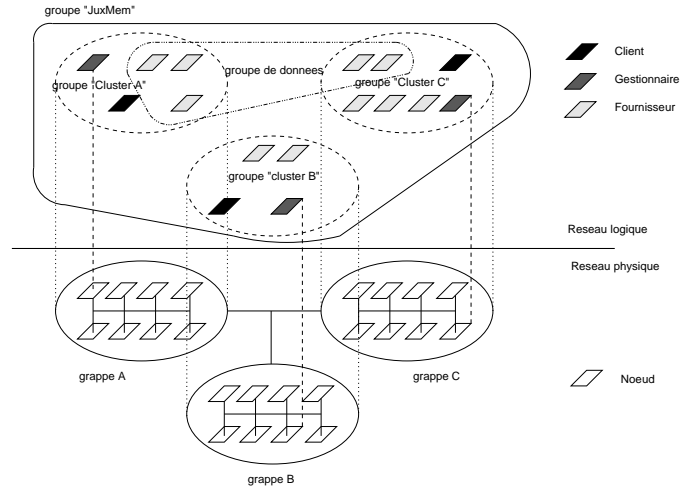 groupe "JuxMem"
groupe "Cluster A"
groupe de donnees
groupe "Cluster C"
groupe "cluster B"
Client
Gestionnaire
Fournisseur
Reseau logique
Reseau physique
grappe A
grappe C
grappe B
Noeud